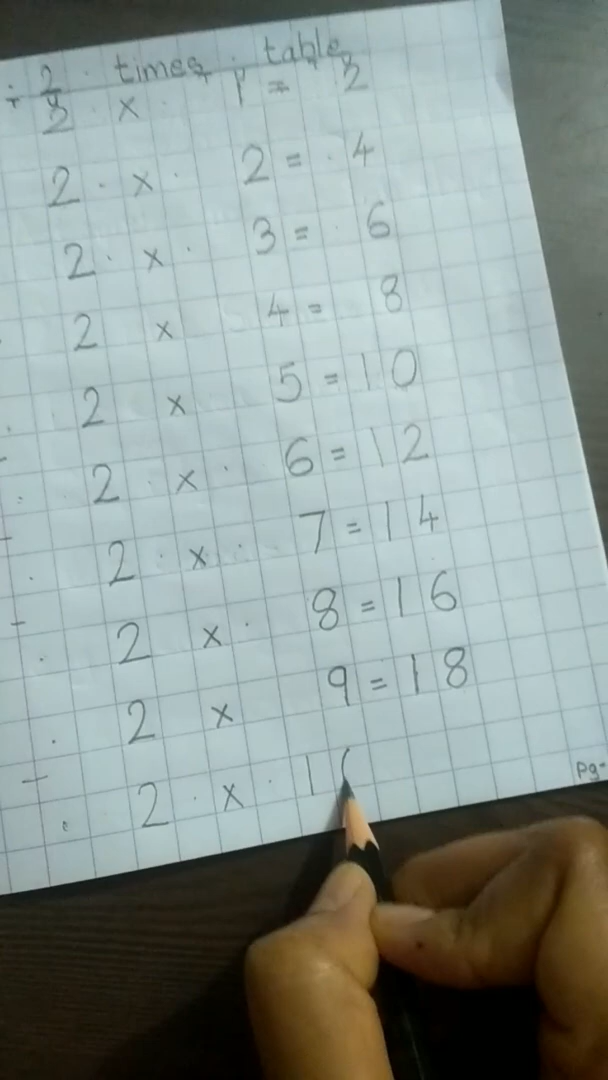 2 times table
2 x 1 = 2
2 x 2 = 4
2 x 3 = 6
2 x 4 = 8
2 x 5 = 10
2 x 6 = 12
2 x 7 = 14
2 x 8 = 16
2 x 9 = 18
2 x 1
Pg-